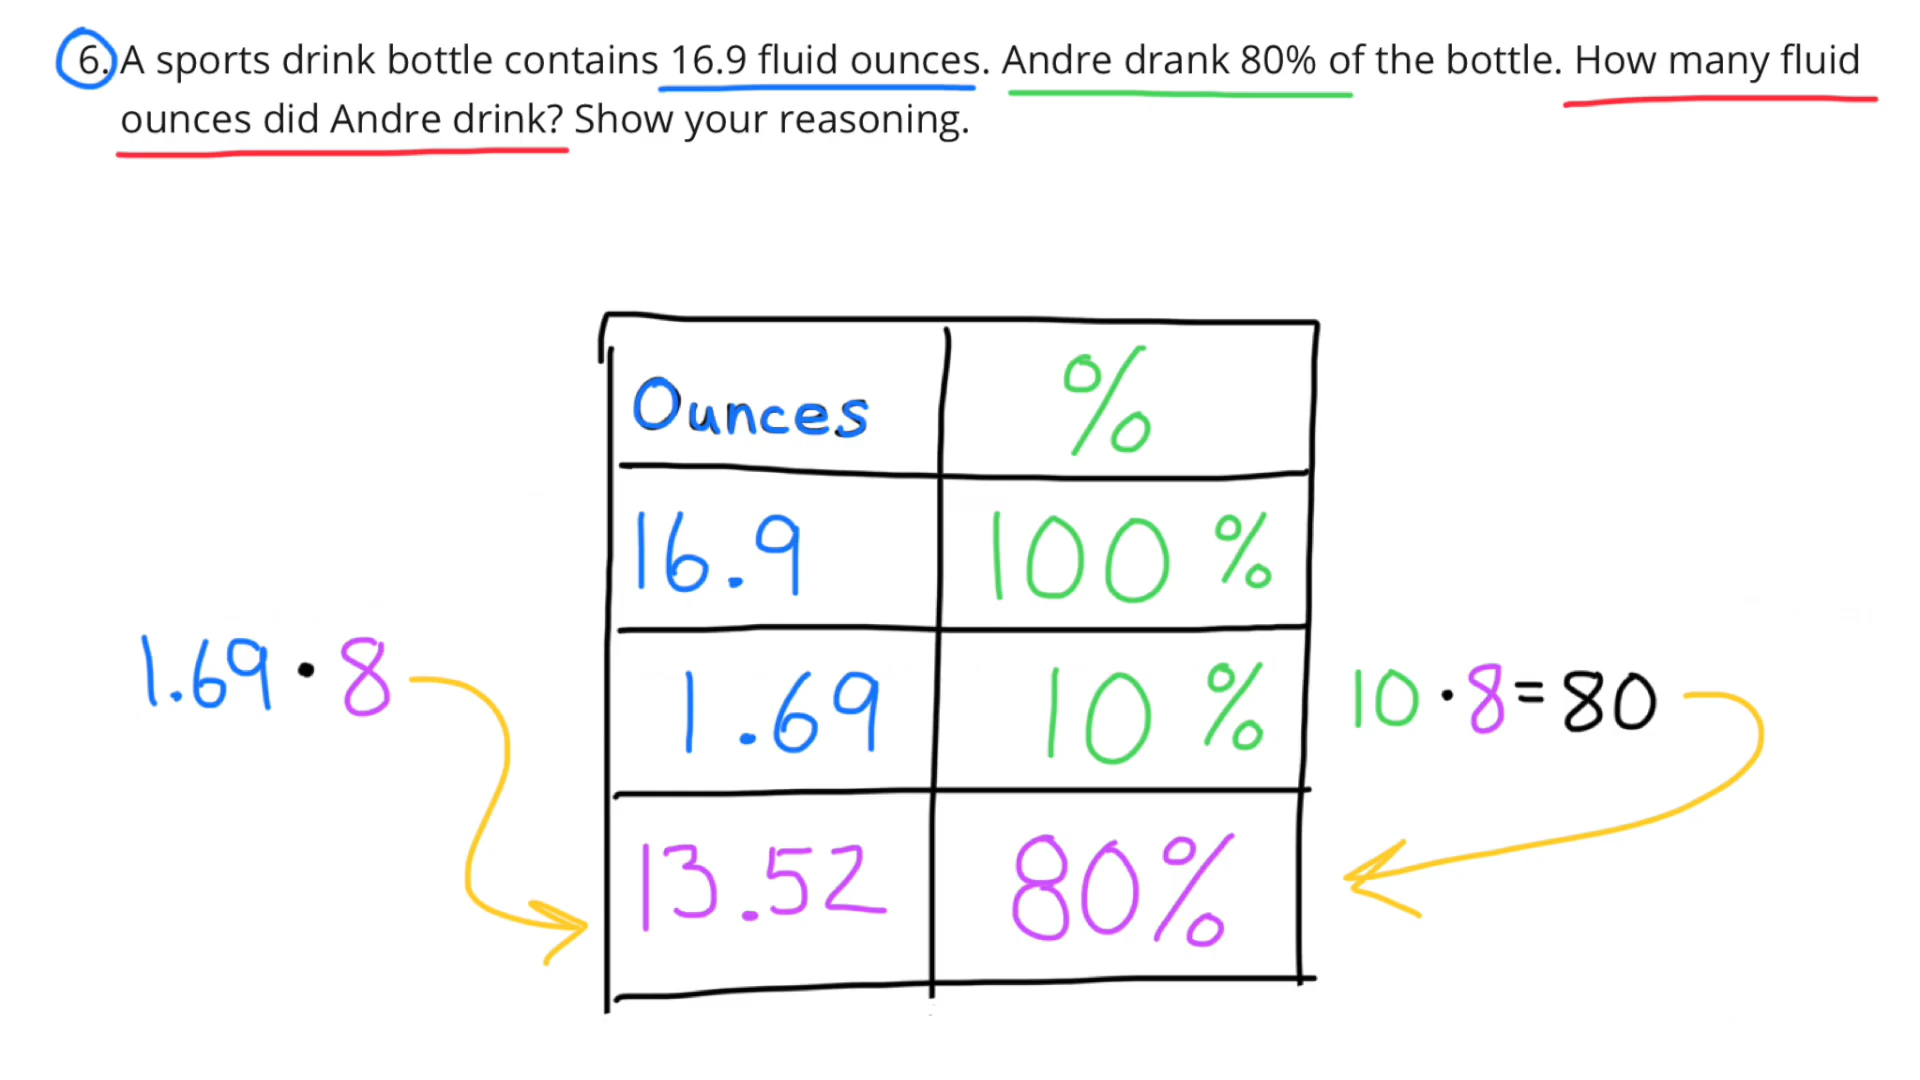 6. A sports drink bottle contains 16.9 fluid ounces. Andre drank 80% of the bottle. How many fluid
ounces did Andre drink? Show your reasoning.
Ounces %
16.9 100 %
1.69 · 8 1.69 10 % 10 · 8 = 80
13.52 80%